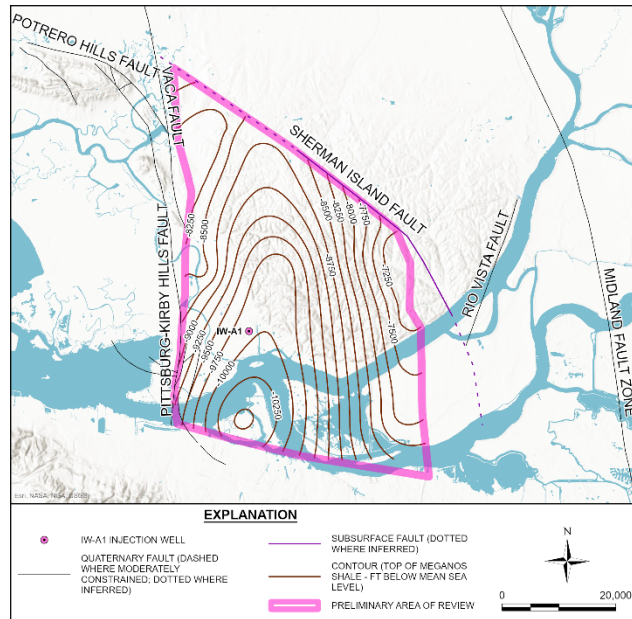 POTRERO HILLS FAULT
VACA FAULT
SHERMAN ISLAND FAULT
-8250
-8500
-8500
-8250
-8000
-7750
-8750
-7250
RIO VISTA FAULT
PITTSBURG-KIRBY HILLS FAULT
MIDLAND FAULT ZONE
-9000
-9250
-9500
-9750
-10000
-10250
-7500
IW-A1
Esri, NASA, NGA, USGS
EXPLANATION
IW-A1 INJECTION WELL
QUATERNARY FAULT (DASHED
WHERE MODERATELY
CONSTRAINED; DOTTED WHERE
INFERRED)
SUBSURFACE FAULT (DOTTED
WHERE INFERRED)
CONTOUR (TOP OF MEGANOS
SHALE - FT BELOW MEAN SEA
LEVEL)
PRELIMINARY AREA OF REVIEW
N
0 20,000